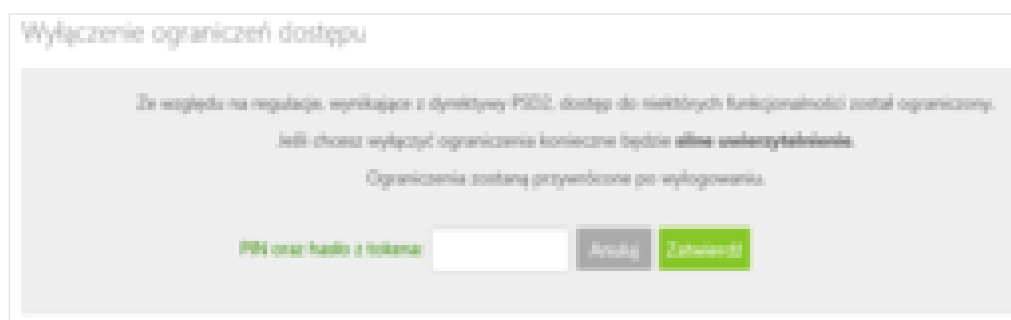 Wyłączenie ograniczeń dostępu
Ze względu na regulacje, wynikające z dyrektywy PSD2, dostęp do niektórych funkcjonalności został ograniczony.
Jeśli chcesz wyłączyć ograniczenia konieczne będzie silne uwierzytelnienie.
Ograniczenia zostaną przywrócone po wylogowaniu.
PIN oraz hasło z tokena: Anuluj Zatwierdź